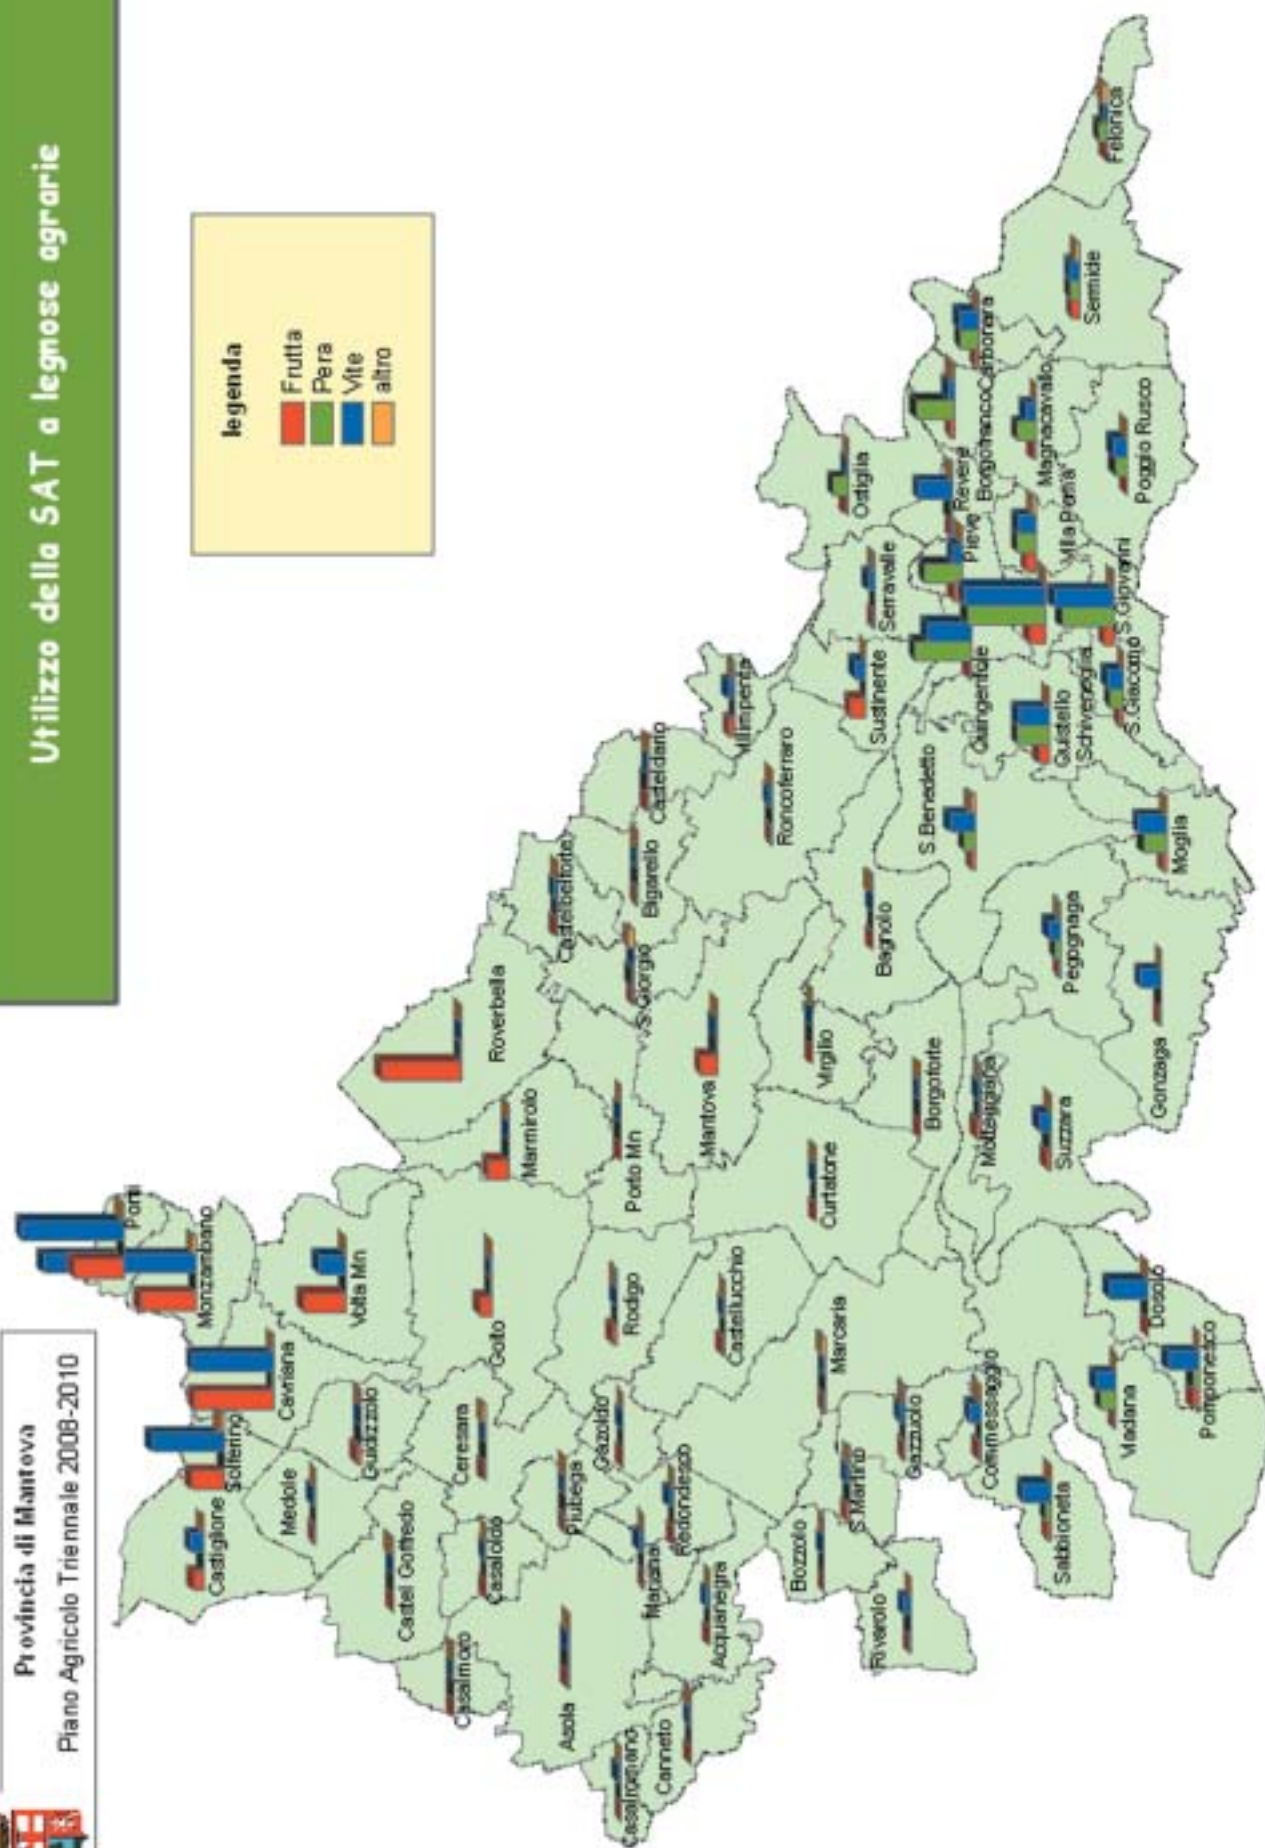 Provincia di Mantova
Piano Agricolo Triennale 2008-2010
Utilizzo della SAT a legnose agrarie
legenda
Frutta
Pera
Vite
altro
Ponti
Monzambano
Castiglione
Solferino
Cavriana
Volta Mn
Medole
Guidizzolo
Castel Goffredo
Ceresara
Goito
Marmirolo
Roverbella
Casalmoro
Casaloldo
Piubega
Gazoldo
Rodigo
Porto Mn
S.Giorgio
Castelbelforte
Bigarello
Casteldario
Asola
Casalromano
Canneto
Mariana
Redondesco
Acquanegra
Castellucchio
Mantova
Villimpenta
Roncoferraro
Curtatone
Virgilio
Bagnolo
Sustinente
Serravalle
Ostiglia
Bozzolo
S.Martino
Marcaria
Rivarolo
Gazzuolo
Borgoforte
Commessaggio
Motteggiana
S.Benedetto
Quingentole
Pieve
Revere
Borgofranco
Carbonara
Sabbioneta
Suzzara
Pegognaga
Quistello
Schivenoglia
Villa Poma
Magnacavallo
Sermide
Felonica
Viadana
Dosolo
Pomponesco
Gonzaga
Moglia
S.Giacomo
S.Giovanni
Poggio Rusco